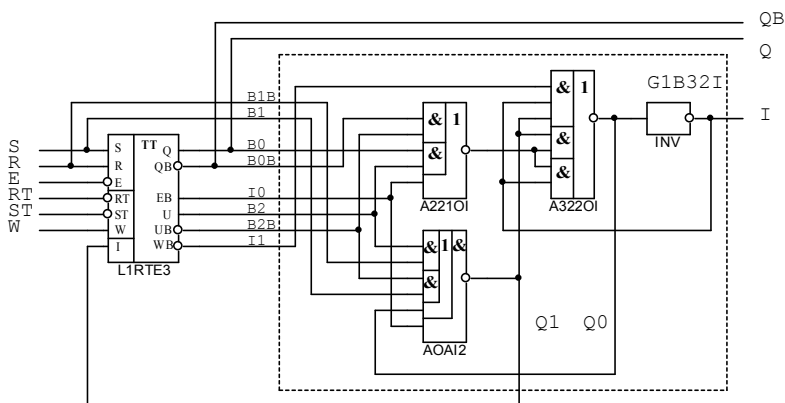 QB
Q
G1B32I
I
INV
& 1
&
&
A322OI
B1B
B1
B0
B0B
I0
B2
B2B
I1
& 1
&
A221OI
& 1 &
&
AOAI2
Q1 Q0
S
R
E
RT
ST
W
S TT Q
R QB
E
RT EB
ST U
W UB
I WB
L1RTE3